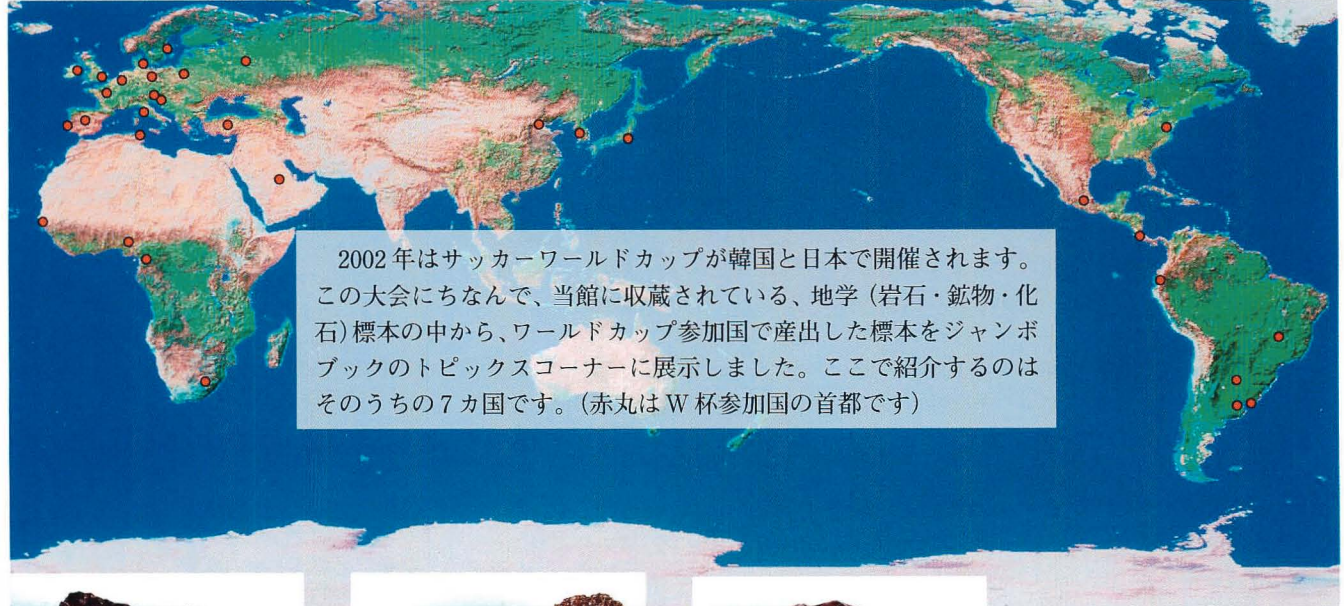 2002年はサッカーワールドカップが韓国と日本で開催されます。
この大会にちなんで、当館に収蔵されている、地学（岩石・鉱物・化
石）標本の中から、ワールドカップ参加国で産出した標本をジャンボ
ブックのトピックスコーナーに展示しました。ここで紹介するのは
そのうちの7カ国です。（赤丸はW杯参加国の首都です）